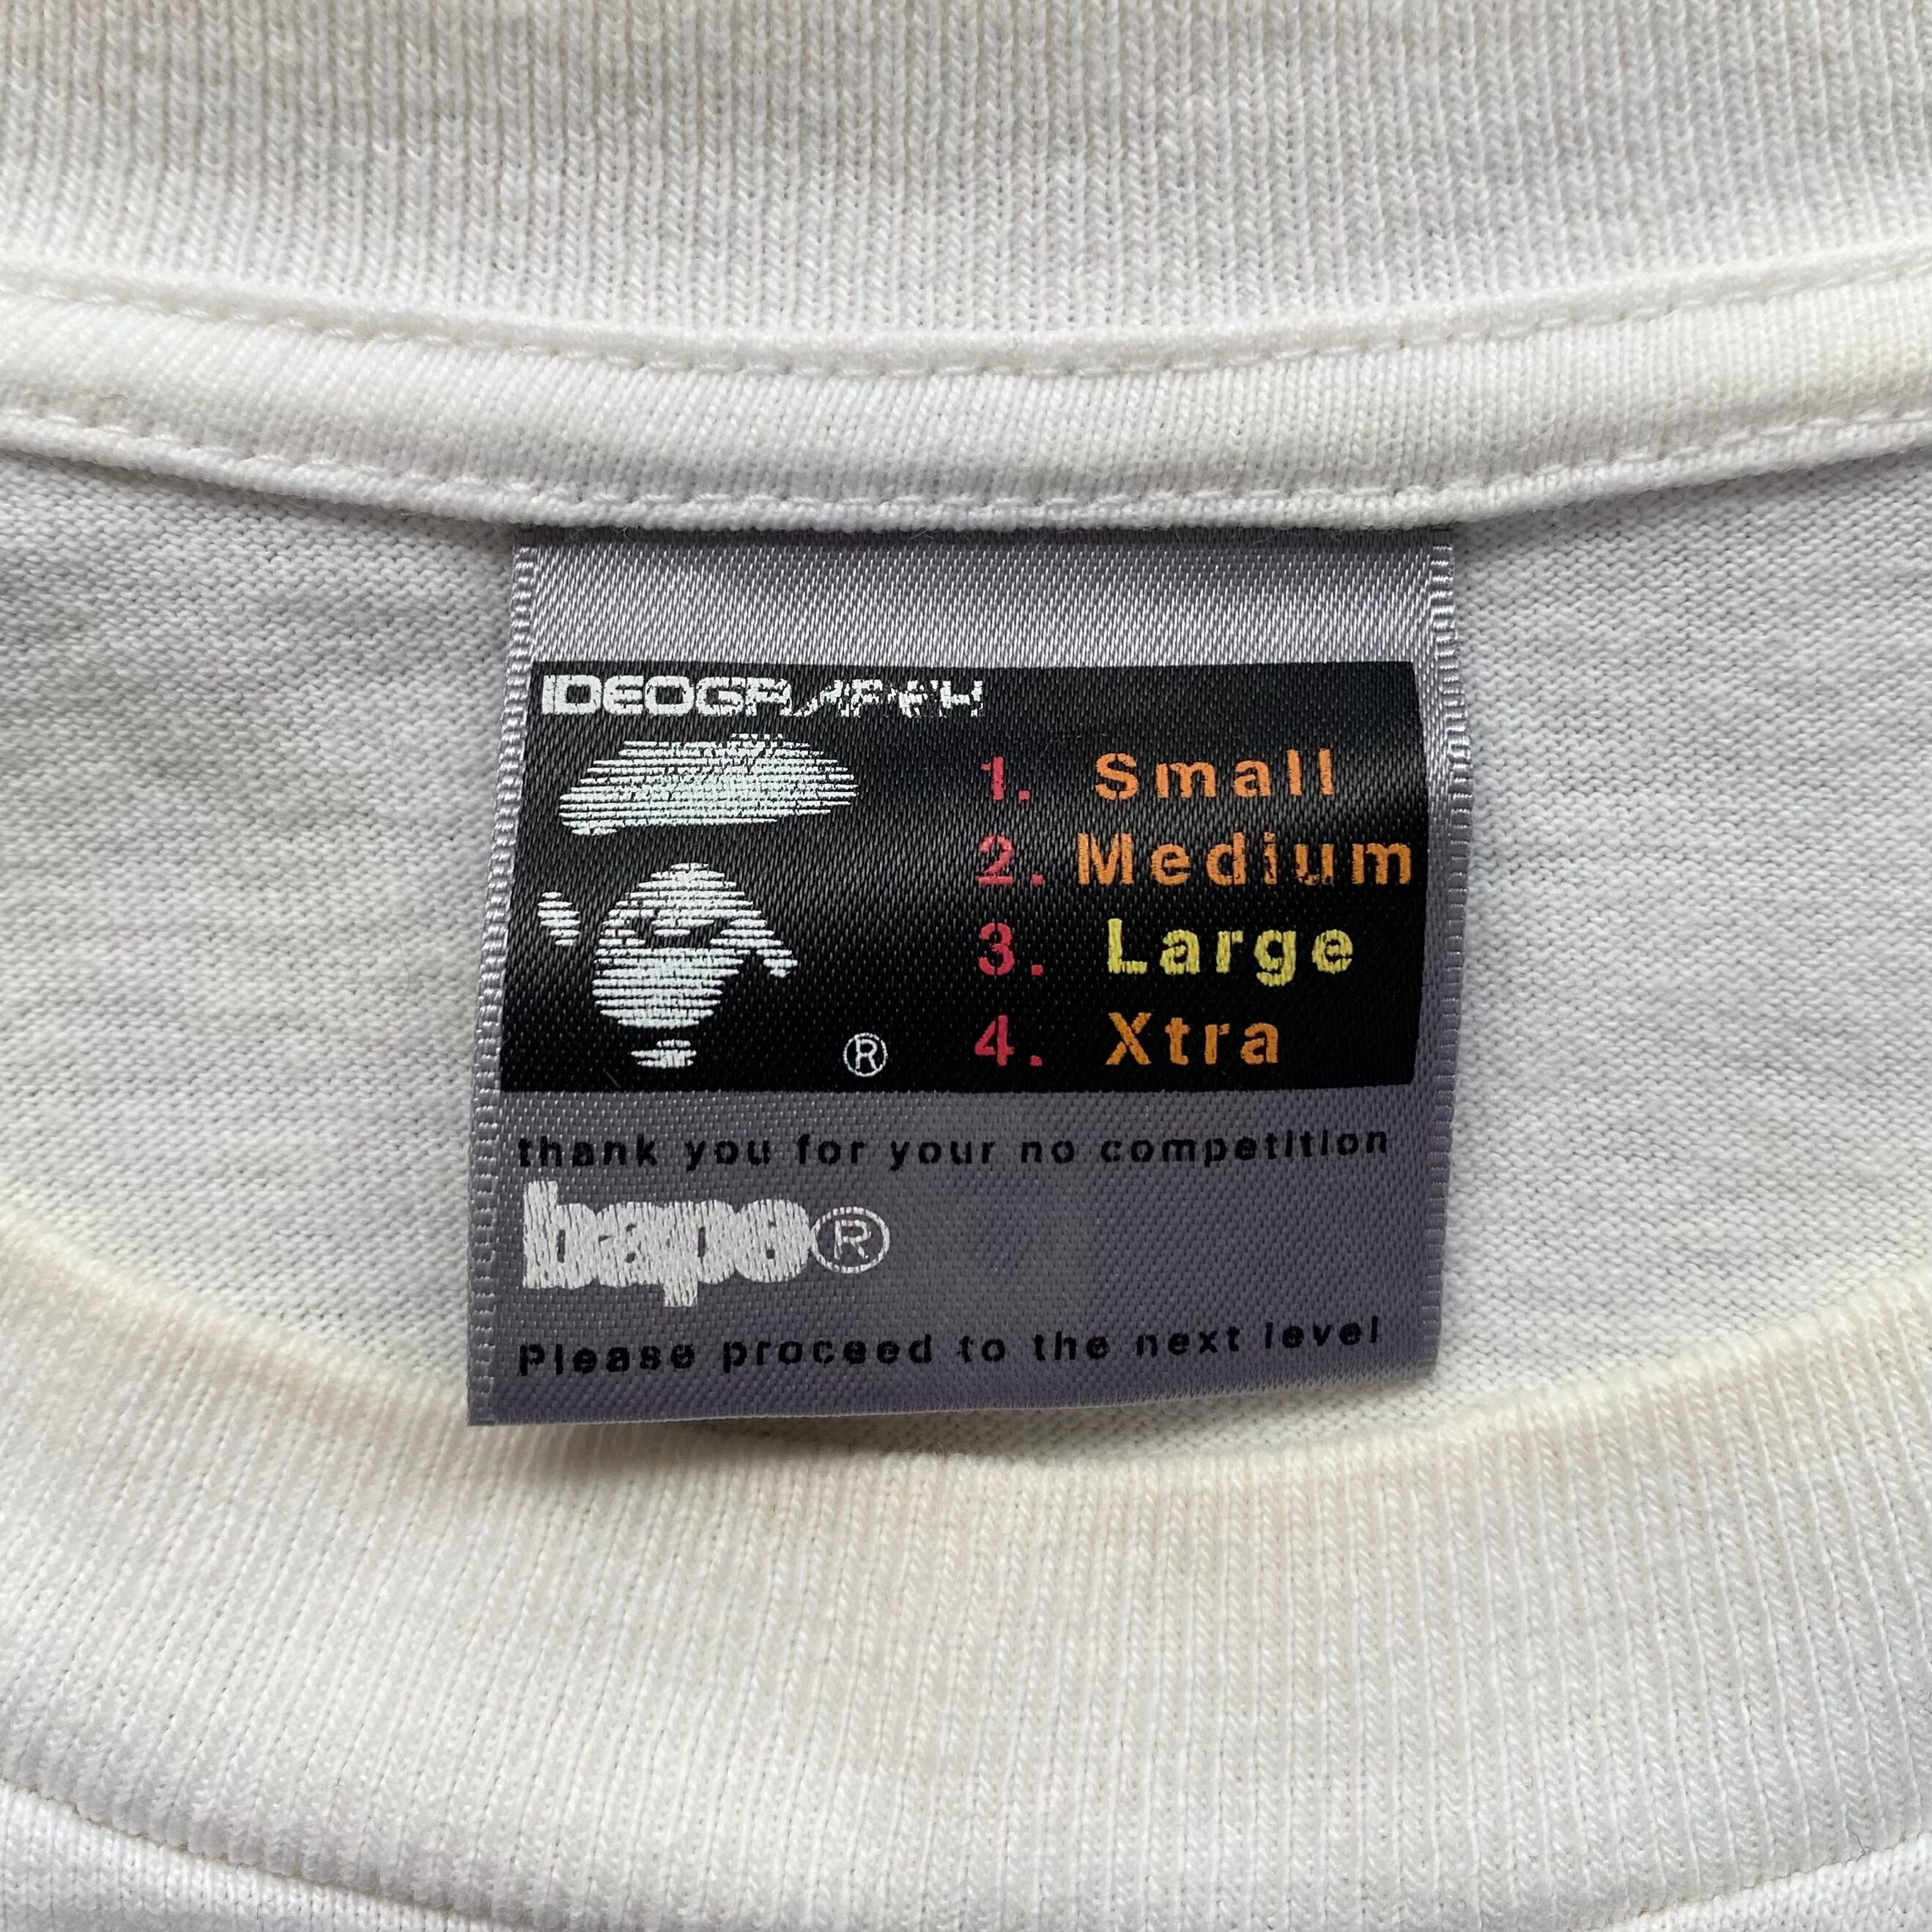 IDEOGRAPH
1. Small
2. Medium
3. Large
4. Xtra
®
thank you for your no competition
bape®
Please proceed to the next level